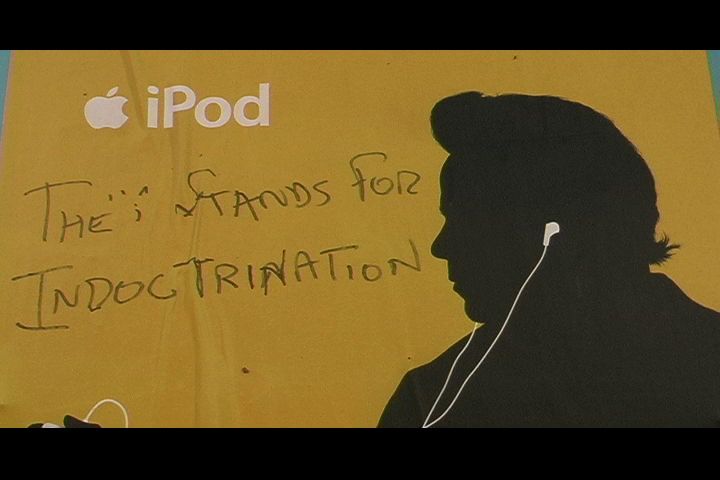 iPod
THE "i" STANDS FOR
INDOCTRINATION